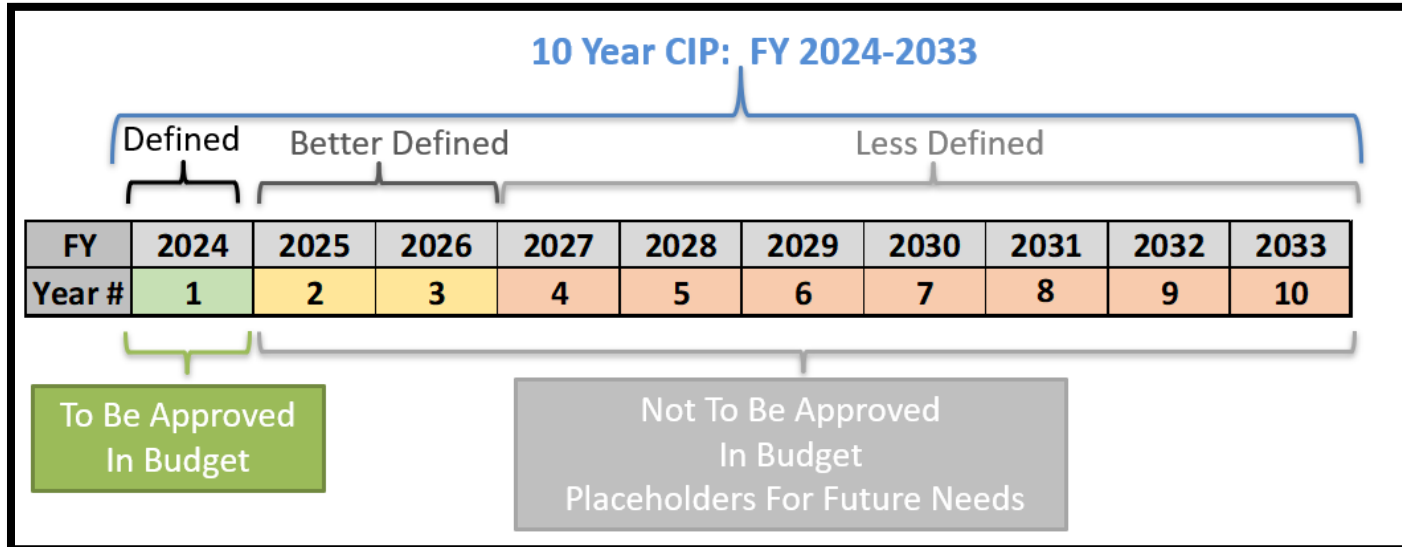 10 Year CIP: FY 2024-2033
Defined
Better Defined
Less Defined
FY 2024 2025 2026 2027 2028 2029 2030 2031 2032 2033
Year # 1 2 3 4 5 6 7 8 9 10
To Be Approved
In Budget
Not To Be Approved
In Budget
Placeholders For Future Needs